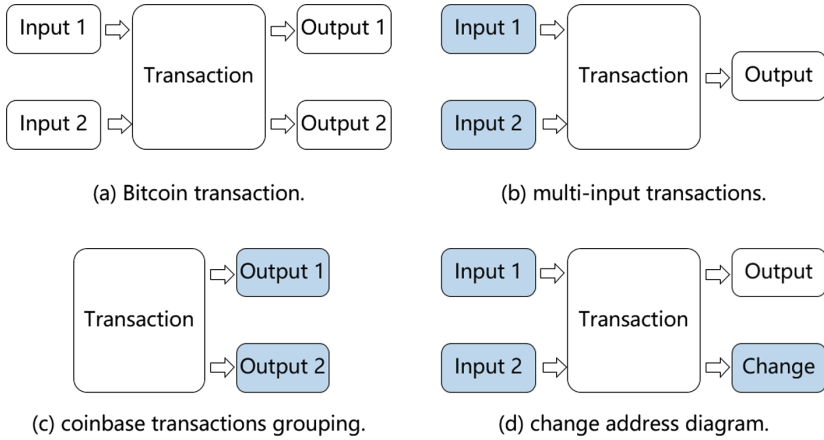 Input 1
Output 1
Transaction
Input 2
Output 2
(a) Bitcoin transaction.
Input 1
Transaction
Output
Input 2
(b) multi-input transactions.
Output 1
Transaction
Output 2
(c) coinbase transactions grouping.
Input 1
Output
Transaction
Input 2
Change
(d) change address diagram.